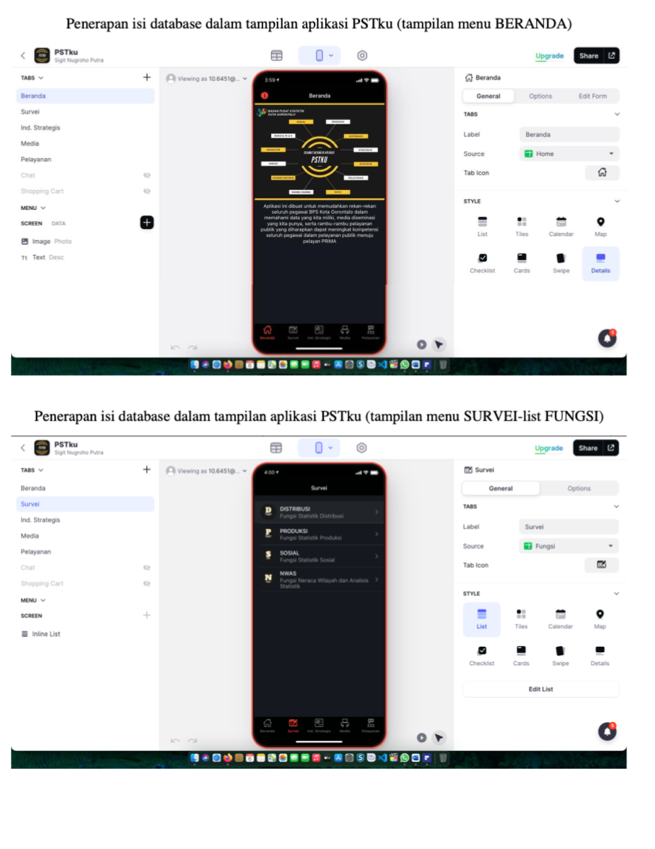 Penerapan isi database dalam tampilan aplikasi PSTku (tampilan menu BERANDA)
PSTku
Sigit Nugroho Putra
Upgrade
Share
TABS
Beranda
Survei
Ind. Strategis
Media
Pelayanan
Chat
Shopping Cart
MENU
SCREEN DATA
Image Photo
Text Desc
Viewing as 10.6451@...
3:59
Beranda
BADAN PUSAT STATISTIK
KOTA GORONTALO
PSTKU
Aplikasi ini dibuat untuk memudahkan rekan-rekan
seluruh pegawai BPS Kota Gorontalo dalam
memahami data yang kita miliki, media diseminasi
yang kita punya, serta rambu-rambu pelayanan
publik yang diharapkan dapat meningkat kompetensi
seluruh pegawai dalam pelayanan publik menuju
pelayan PRIMA
Beranda Survei Ind. Strategis Media Pelayanan
Beranda
General Options Edit Form
TABS
Label Beranda
Source Home
Tab Icon
STYLE
List Tiles Calendar Map
Checklist Cards Swipe Details
Penerapan isi database dalam tampilan aplikasi PSTku (tampilan menu SURVEI-list FUNGSI)
PSTku
Sigit Nugroho Putra
Upgrade
Share
TABS
Beranda
Survei
Ind. Strategis
Media
Pelayanan
Chat
Shopping Cart
MENU
SCREEN
Inline List
Viewing as 10.6451@...
4:00
Survei
D DISTRIBUSI
Fungsi Statistik Distribusi
P PRODUKSI
Fungsi Statistik Produksi
S SOSIAL
Fungsi Statistik Sosial
N NWAS
Fungsi Neraca Wilayah dan Analisis
Statistik
Beranda Survei Ind. Strategis Media Pelayanan
Survei
General Options
TABS
Label Survei
Source Fungsi
Tab Icon
STYLE
List Tiles Calendar Map
Checklist Cards Swipe Details
Edit List